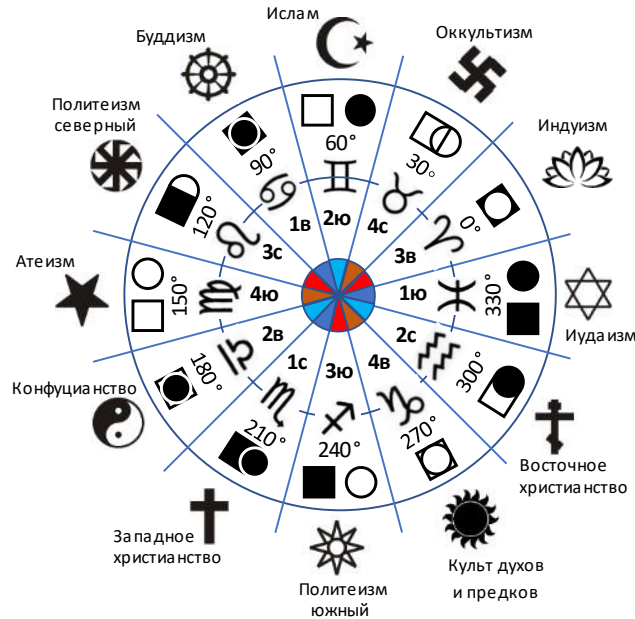 Ислам
Буддизм
Оккультизм
Политеизм
северный
Индуизм
Атеизм
Иудаизм
Конфуцианство
Восточное
христианство
Западное
христианство
Политеизм
южный
Культ духов
и предков
60°
90°
30°
120°
0°
150°
330°
180°
300°
210°
240°
270°
1в
2ю
4с
3с
3в
4ю
1ю
2в
2с
1с
3ю
4в